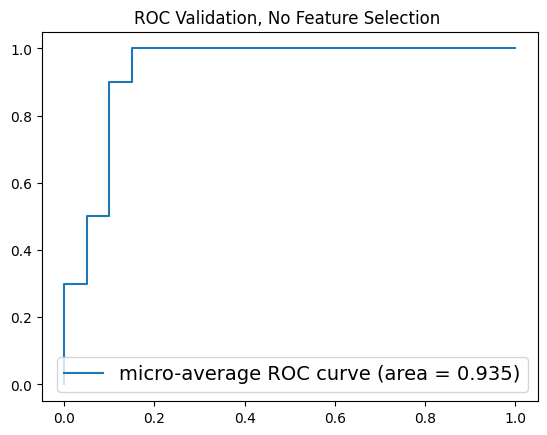 ROC Validation, No Feature Selection
1.0
0.8
0.6
0.4
0.2
0.0
micro-average ROC curve (area = 0.935)
0.0 0.2 0.4 0.6 0.8 1.0